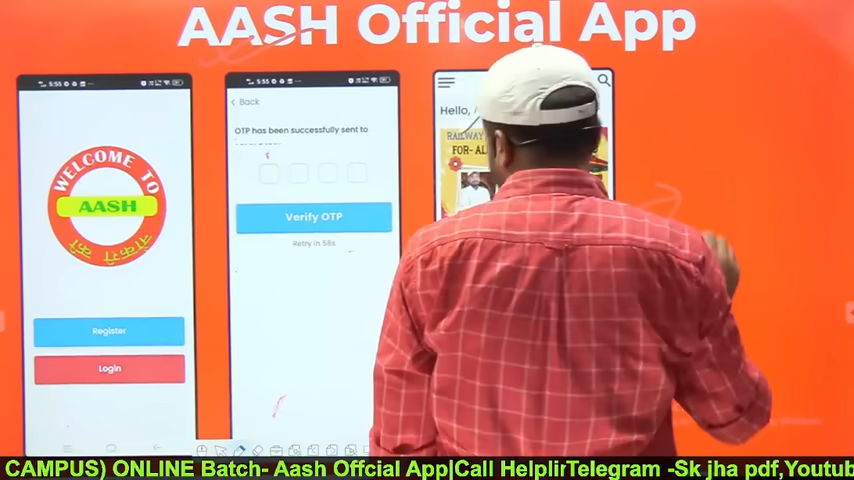 AASH Official App
5:55
5:55
Back
Hello,
OTP has been successfully sent to
RAILWAY
FOR- AL
WELCOME TO
AASH
एक नौकरी
Verify OTP
Retry in 58s
Register
Login
CAMPUS) ONLINE Batch- Aash Offcial App|Call HelplirTelegram -Sk jha pdf,Youtub